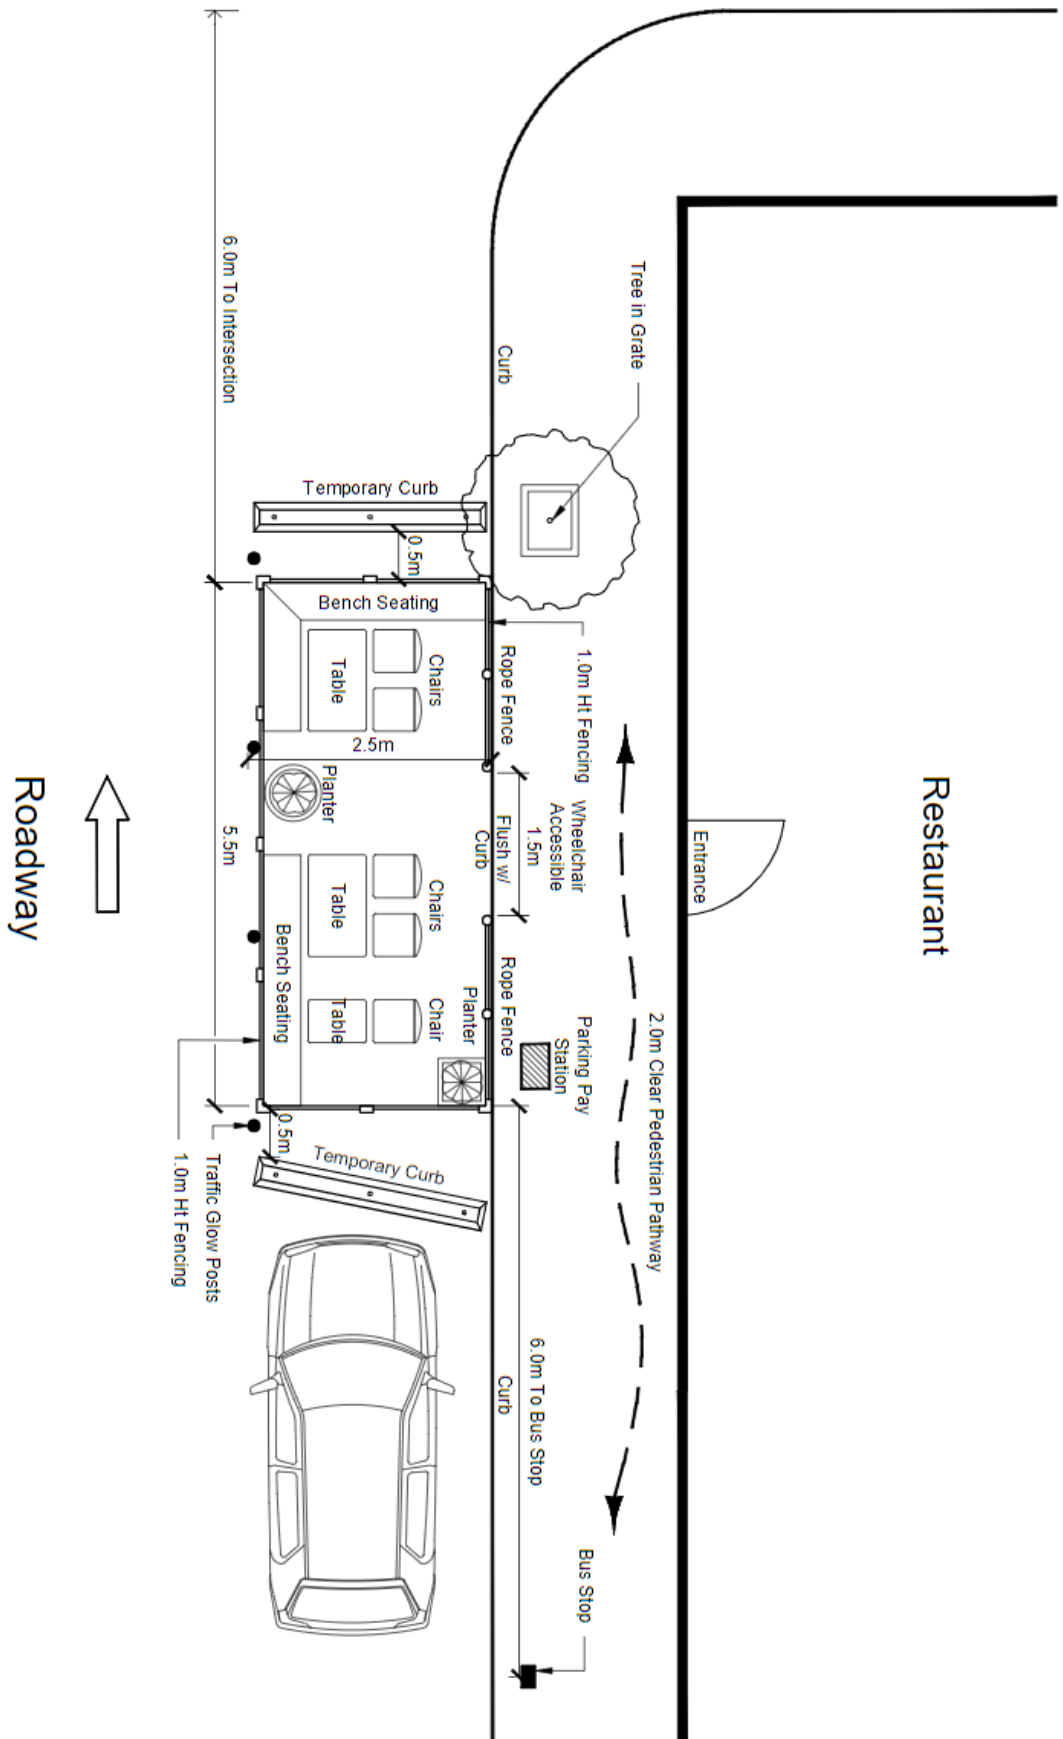 Restaurant
Entrance
2.0m Clear Pedestrian Pathway
Tree in Grate
1.0m Ht Fencing
Wheelchair
Accessible
1.5m
Parking Pay
Station
Bus Stop
6.0m To Bus Stop
Curb
Rope Fence
Flush w/
Curb
Rope Fence
Curb
Temporary Curb
0.5m
Bench Seating
Chairs
Table
2.5m
Planter
Chairs
Table
Planter
Chair
Table
Bench Seating
0.5m
Temporary Curb
6.0m To Intersection
5.5m
Traffic Glow Posts
1.0m Ht Fencing
Roadway